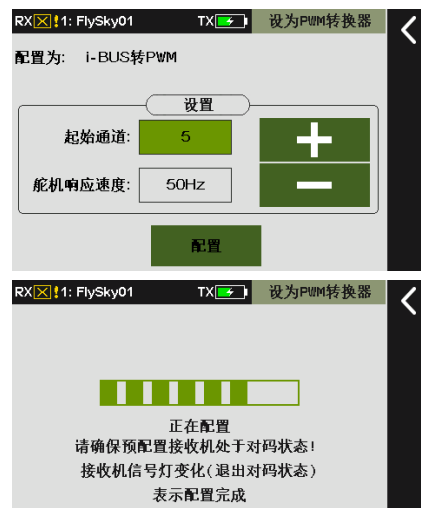 RX!1: FlySky01 TX 设为PWM转换器
配置为: i-BUS转PWM
设置
起始通道: 5
舵机响应速度: 50Hz
配置
RX!1: FlySky01 TX 设为PWM转换器
正在配置
请确保预配置接收机处于对码状态!
接收机信号灯变化(退出对码状态)
表示配置完成